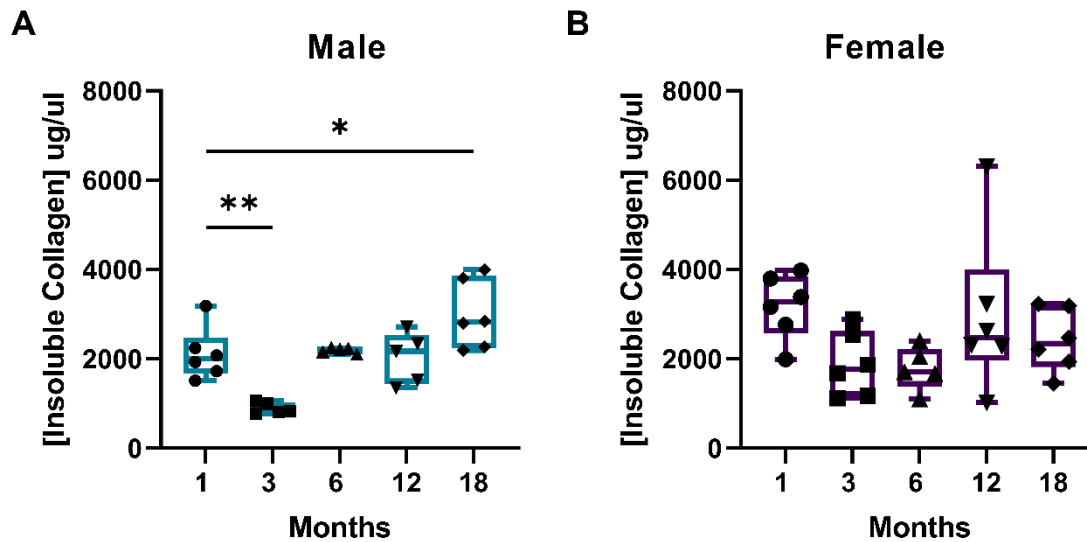 A
Male
[Insoluble Collagen] ug/ul
8000
6000
4000
2000
0
*
**
1 3 6 12 18
Months
B
Female
[Insoluble Collagen] ug/ul
8000
6000
4000
2000
0
1 3 6 12 18
Months